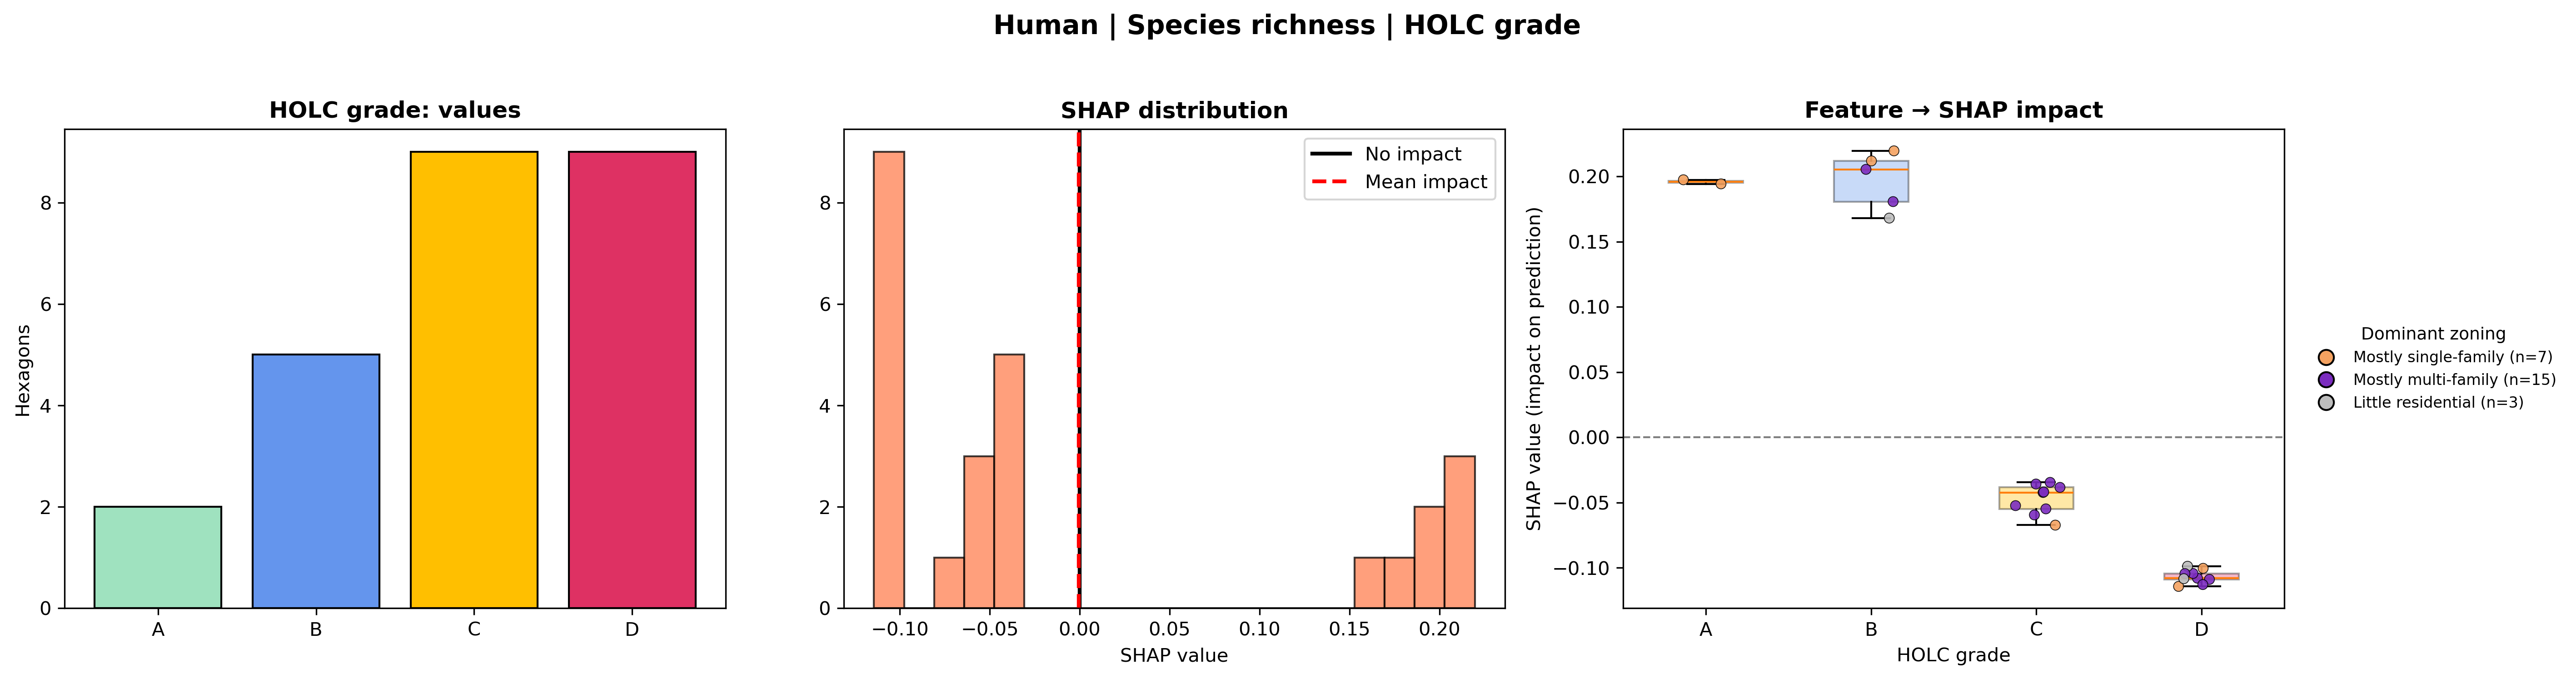 Human | Species richness | HOLC grade
HOLC grade: values
Hexagons
8
6
4
2
0
A B C D
SHAP distribution
No impact
Mean impact
8
6
4
2
0
−0.10 −0.05 0.00 0.05 0.10 0.15 0.20
SHAP value
Feature → SHAP impact
SHAP value (impact on prediction)
0.20
0.15
0.10
0.05
0.00
−0.05
−0.10
A B C D
HOLC grade
Dominant zoning
Mostly single-family (n=7)
Mostly multi-family (n=15)
Little residential (n=3)